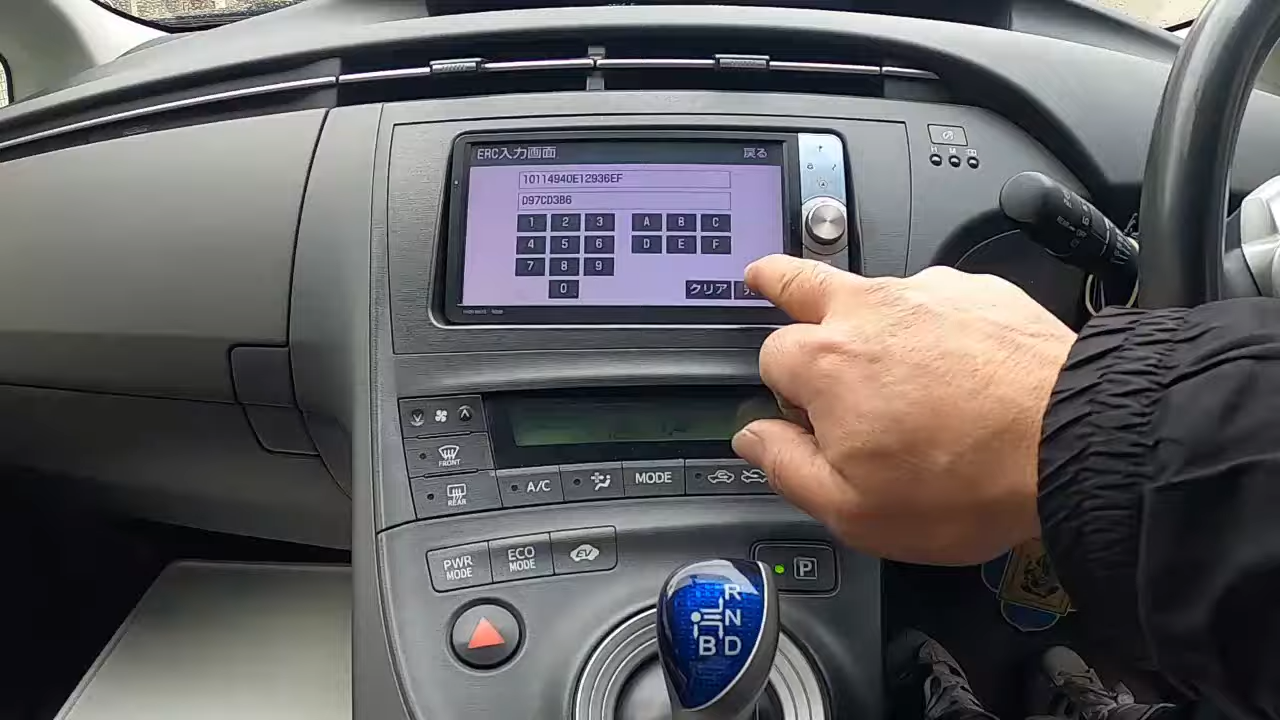 ERC入力画面 戻る
10114940E12936EF
D97CD3B6
1 2 3 A B C
4 5 6 D E F
7 8 9
0 クリア
FRONT
REAR
A/C
MODE
PWR MODE
ECO MODE
EV
P
R
N
B D